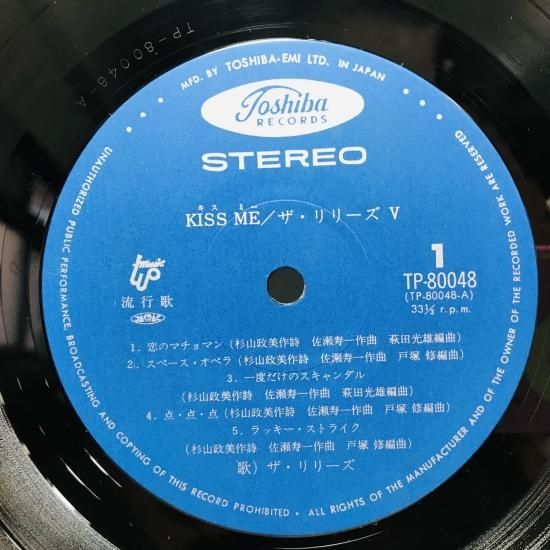 TP-80048-A
MFD. BY TOSHIBA-EMI LTD. IN JAPAN
Toshiba
RECORDS
STEREO
キス ミー
KISS ME/ザ・リリーズ V
1
TP-80048
(TP-80048-A)
33⅓ r.p.m.
music up
流行歌
1. 恋のマチョマン (杉山政美作詩 佐瀬寿一作曲 萩田光雄編曲)
2. スペース・オペラ (杉山政美作詩 佐瀬寿一作曲 戸塚 修編曲)
3. 一度だけのスキャンダル
(杉山政美作詩 佐瀬寿一作曲 萩田光雄編曲)
4. 点・点・点 (杉山政美作詩 佐瀬寿一作曲 戸塚 修編曲)
5. ラッキー・ストライク
(杉山政美作詩 佐瀬寿一作曲 戸塚 修編曲)
歌) ザ・リリーズ
UNAUTHORIZED PUBLIC PERFORMANCE, BROADCASTING AND COPYING OF THIS RECORD PROHIBITED • ALL RIGHTS OF THE MANUFACTURER AND OF THE OWNER OF THE RECORDED WORK ARE RESERVED